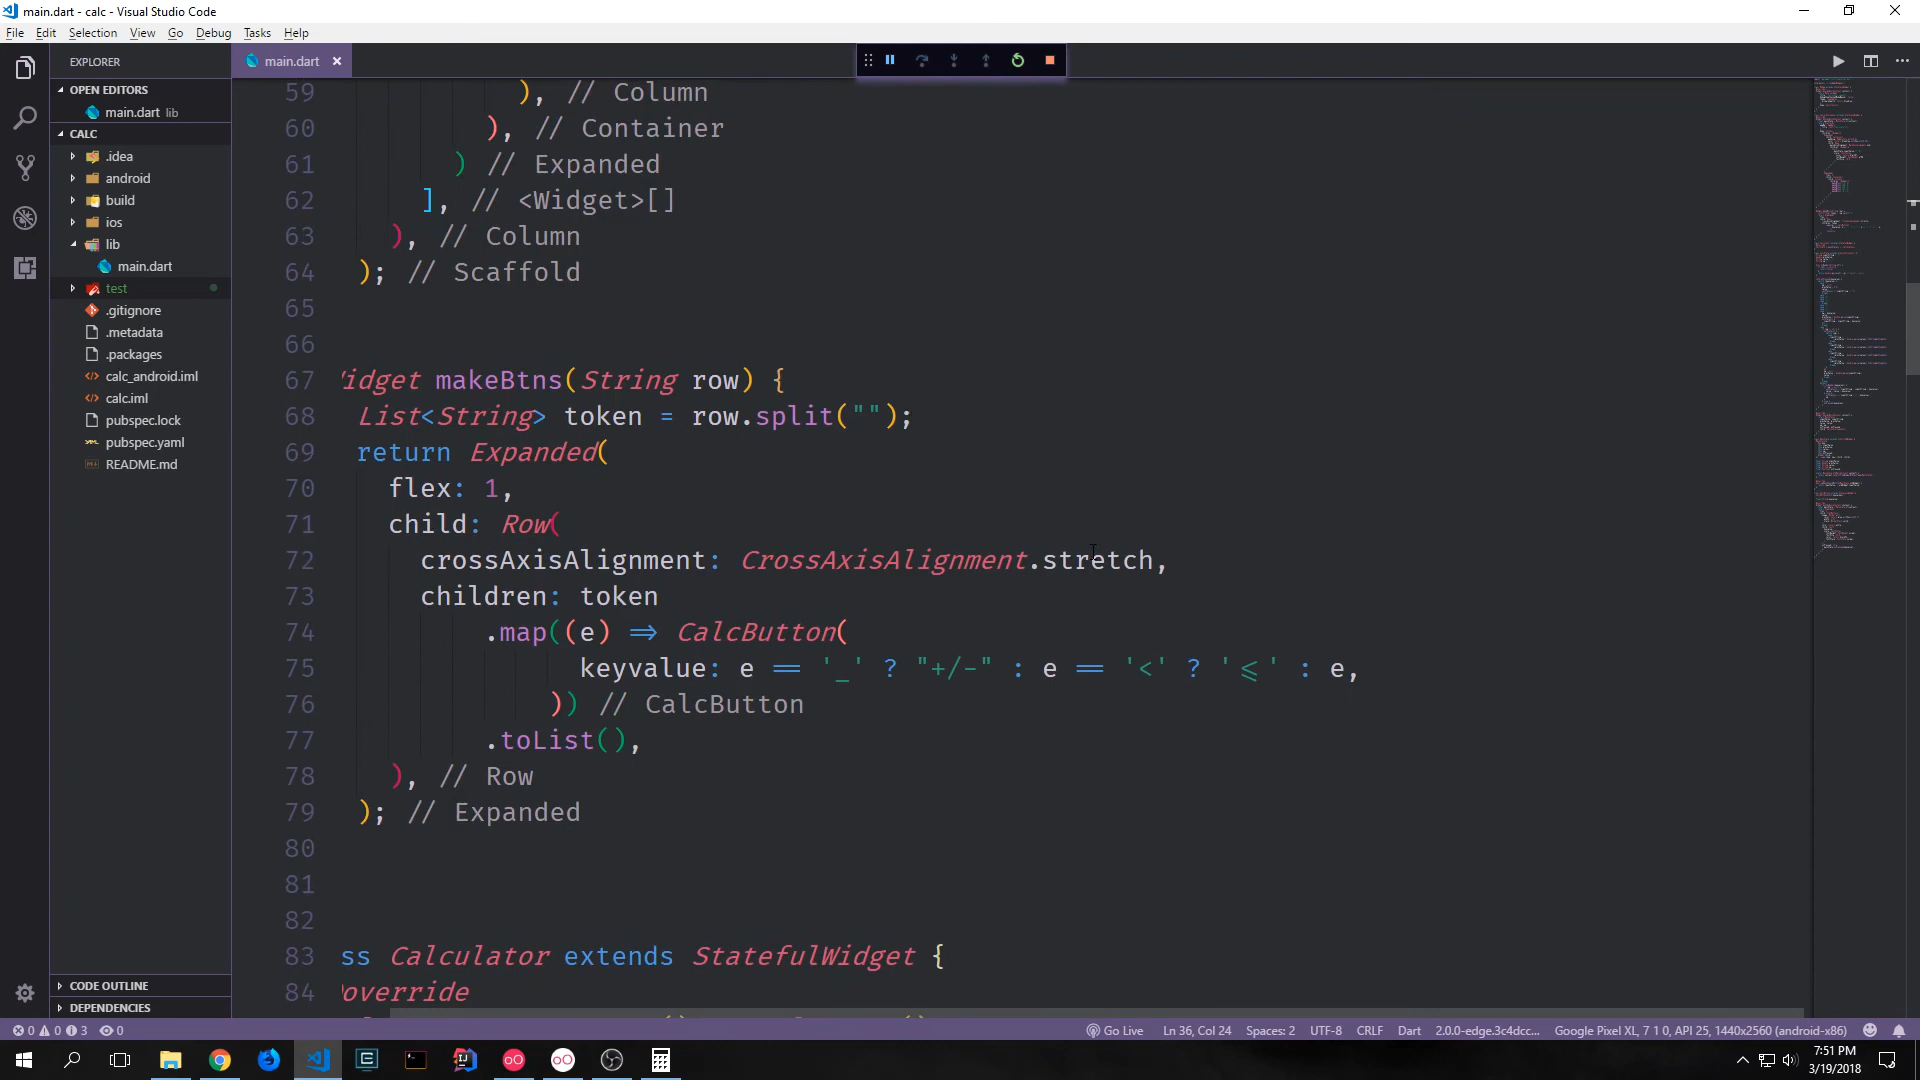 main.dart - calc - Visual Studio Code
File Edit Selection View Go Debug Tasks Help
EXPLORER
main.dart
OPEN EDITORS
main.dart lib
CALC
.idea
android
build
ios
lib
main.dart
test
.gitignore
.metadata
.packages
calc_android.iml
calc.iml
pubspec.lock
pubspec.yaml
README.md
CODE OUTLINE
DEPENDENCIES
59 ), // Column
60 ), // Container
61 ) // Expanded
62 ], // <Widget>[]
63 ), // Column
64 ); // Scaffold
65
66
67 Widget makeBtns(String row) {
68 List<String> token = row.split("");
69 return Expanded(
70 flex: 1,
71 child: Row(
72 crossAxisAlignment: CrossAxisAlignment.stretch,
73 children: token
74 .map((e) => CalcButton(
75 keyvalue: e == '_' ? "+/-" : e == '<' ? '⩽' : e,
76 )) // CalcButton
77 .toList(),
78 ), // Row
79 ); // Expanded
80
81
82
83 ss Calculator extends StatefulWidget {
84 override
0 0 3 0
Go Live Ln 36, Col 24 Spaces: 2 UTF-8 CRLF Dart 2.0.0-edge.3c4dcc... Google Pixel XL, 7 1 0, API 25, 1440x2560 (android-x86)
7:51 PM
3/19/2018